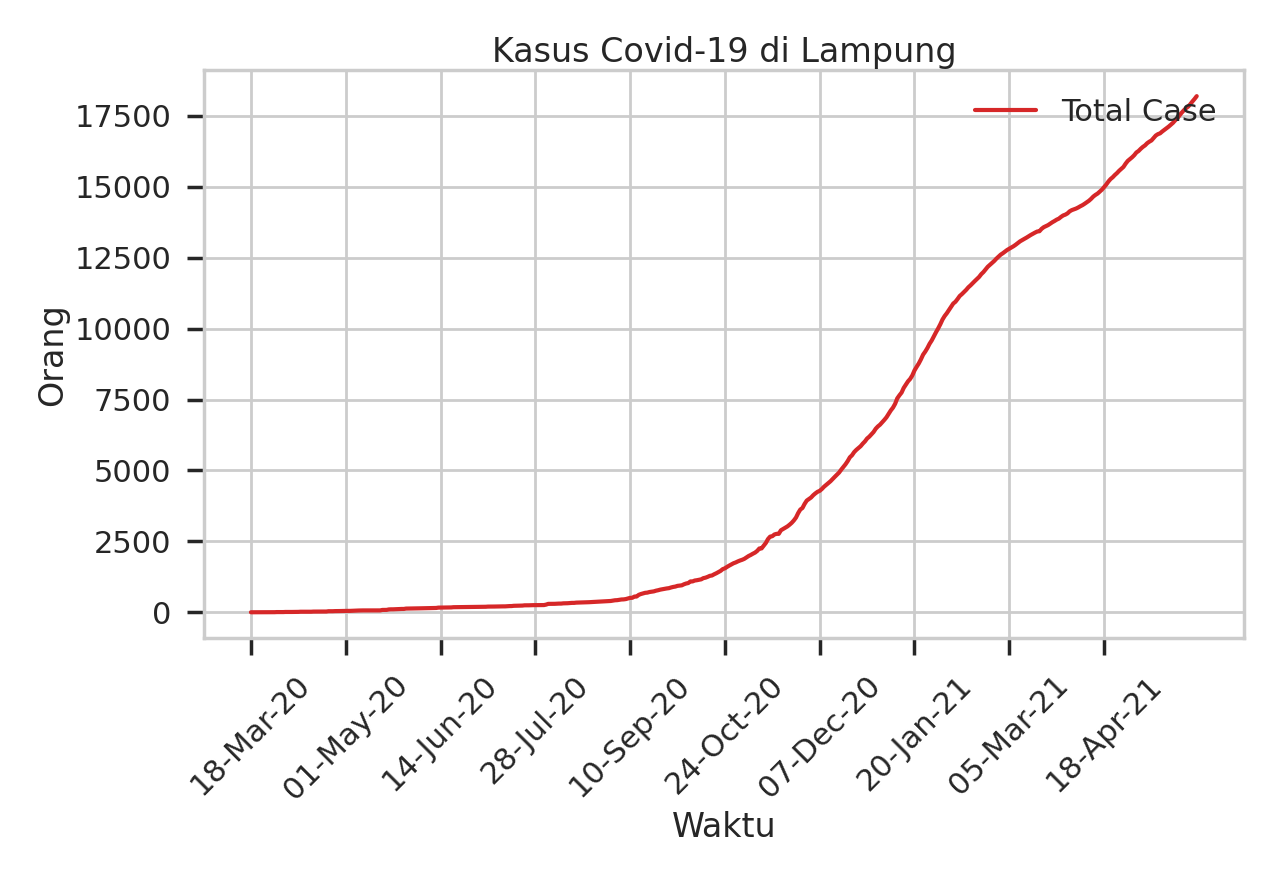 Kasus Covid-19 di Lampung
Total Case
Orang
17500
15000
12500
10000
7500
5000
2500
0
18-Mar-20
01-May-20
14-Jun-20
28-Jul-20
10-Sep-20
24-Oct-20
07-Dec-20
20-Jan-21
05-Mar-21
18-Apr-21
Waktu